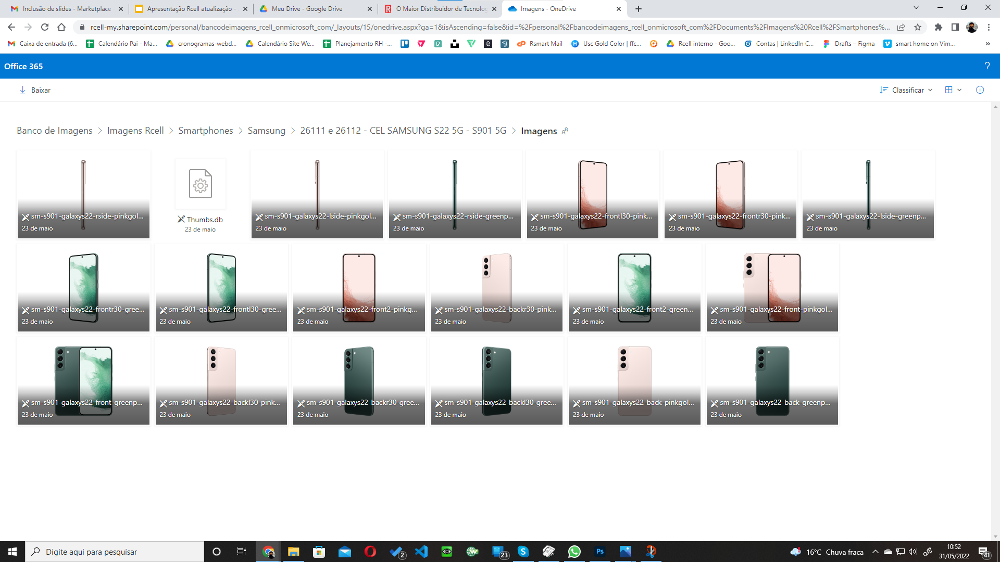 Inclusão de slides - Marketplace
Apresentação Rcell atualização -
Meu Drive - Google Drive
O Maior Distribuidor de Tecnolog
Imagens - OneDrive
rcell-my.sharepoint.com/personal/bancodeimagens_rcell_onmicrosoft_com/_layouts/15/onedrive.aspx?ga=1&isAscending=false&id=%2Fpersonal%2Fbancodeimagens_rcell_onmicrosoft_com%2FDocuments%2FImagens%20Rcell%2FSmartphones%...
Caixa de entrada (6...
Calendário Pai - Ma...
cronogramas-webd...
Calendário Site We...
Planejamento RH -...
Rsmart Mail
Usc Gold Color | ffc...
Rcell interno - Goo...
Contas | LinkedIn C...
Drafts – Figma
smart home on Vim...
»
Office 365
?
Baixar
Classificar
Banco de Imagens > Imagens Rcell > Smartphones > Samsung > 26111 e 26112 - CEL SAMSUNG S22 5G - S901 5G > Imagens
sm-s901-galaxys22-rside-pinkgol...
23 de maio
Thumbs.db
23 de maio
sm-s901-galaxys22-lside-pinkgol...
23 de maio
sm-s901-galaxys22-rside-greenp...
23 de maio
sm-s901-galaxys22-frontl30-pink...
23 de maio
sm-s901-galaxys22-frontr30-pink...
23 de maio
sm-s901-galaxys22-lside-greenp...
23 de maio
sm-s901-galaxys22-frontr30-gree...
23 de maio
sm-s901-galaxys22-frontl30-gree...
23 de maio
sm-s901-galaxys22-front2-pinkg...
23 de maio
sm-s901-galaxys22-backr30-pink...
23 de maio
sm-s901-galaxys22-front2-green...
23 de maio
sm-s901-galaxys22-front-pinkgol...
23 de maio
sm-s901-galaxys22-front-greenp...
23 de maio
sm-s901-galaxys22-backl30-pink...
23 de maio
sm-s901-galaxys22-backr30-gree...
23 de maio
sm-s901-galaxys22-backl30-gree...
23 de maio
sm-s901-galaxys22-back-pinkgol...
23 de maio
sm-s901-galaxys22-back-greenp...
23 de maio
Digite aqui para pesquisar
2
23
Ps
16°C Chuva fraca
10:52
31/05/2022
41